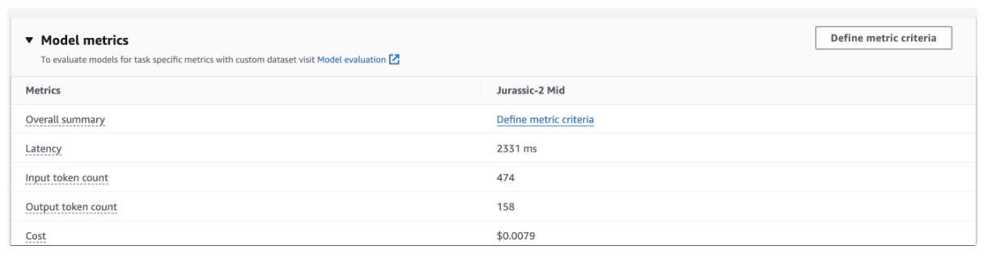 ▼ Model metrics
Define metric criteria
To evaluate models for task specific metrics with custom dataset visit Model evaluation
Metrics Jurassic-2 Mid
Overall summary Define metric criteria
Latency 2331 ms
Input token count 474
Output token count 158
Cost $0.0079